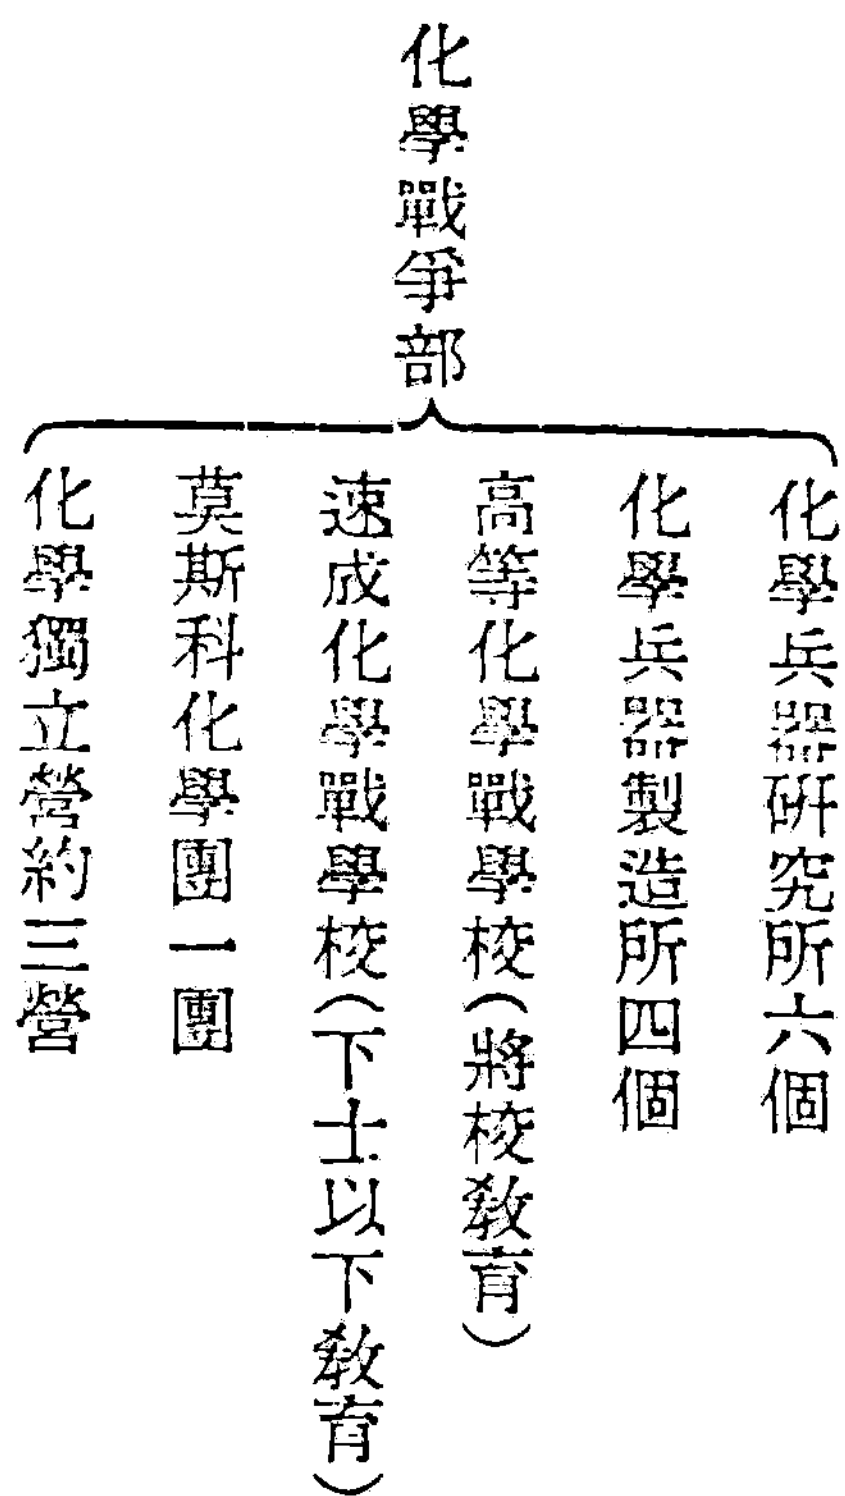 化學戰爭部
化學兵器研究所六個
化學兵器製造所四個
高等化學戰學校(將校敎育)
速成化學戰學校(下士以下敎育)
莫斯科化學團一團
化學獨立營約三營